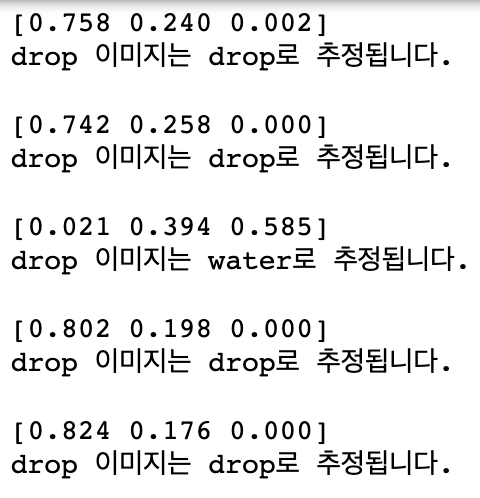 [0.758 0.240 0.002]
drop 이미지는 drop로 추정됩니다.
[0.742 0.258 0.000]
drop 이미지는 drop로 추정됩니다.
[0.021 0.394 0.585]
drop 이미지는 water로 추정됩니다.
[0.802 0.198 0.000]
drop 이미지는 drop로 추정됩니다.
[0.824 0.176 0.000]
drop 이미지는 drop로 추정됩니다.